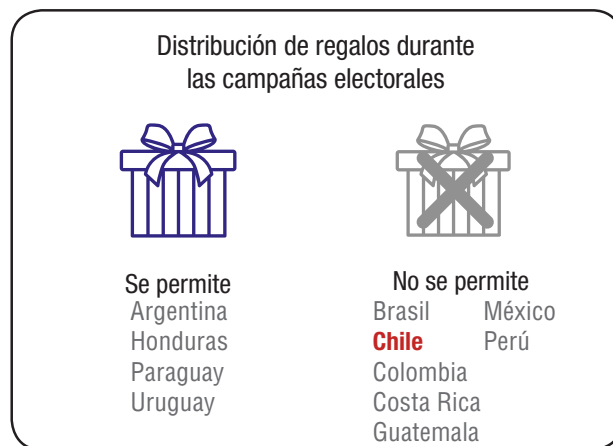 Distribución de regalos durante
las campañas electorales
Se permite
Argentina
Honduras
Paraguay
Uruguay
No se permite
Brasil
Chile
Colombia
Costa Rica
Guatemala
México
Perú